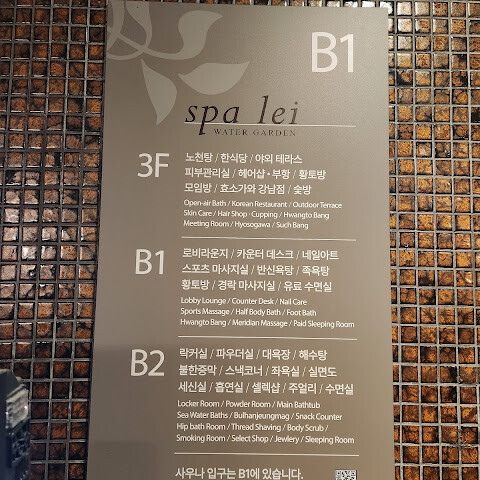 B1
spa lei
WATER GARDEN
3F
노천탕 / 한식당 / 야외 테라스
피부관리실 / 헤어샵 · 부항 / 황토방
모임방 / 효소가와 강남점 / 숯방
Open-air Bath / Korean Restaurant / Outdoor Terrace
Skin Care / Hair Shop · Cupping / Hwangto Bang
Meeting Room / Hyosogawa / Such Bang
B1
로비라운지 / 카운터 데스크 / 네일아트
스포츠 마사지실 / 반신욕탕 / 족욕탕
황토방 / 경락 마사지실 / 유료 수면실
Lobby Lounge / Counter Desk / Nail Care
Sports Massage / Half Body Bath / Foot Bath
Hwangto Bang / Meridian Massage / Paid Sleeping Room
B2
락커실 / 파우더실 / 대욕장 / 해수탕
불한증막 / 스낵코너 / 좌욕실 / 실면도
세신실 / 흡연실 / 셀렉샵 / 주얼리 / 수면실
Locker Room / Powder Room / Main Bathtub
Sea Water Baths / Bulhanjeungmag / Snack Counter
Hip bath Room / Thread Shaving / Body Scrub /
Smoking Room / Select Shop / Jewlery / Sleeping Room
사우나 입구는 B1에 있습니다.